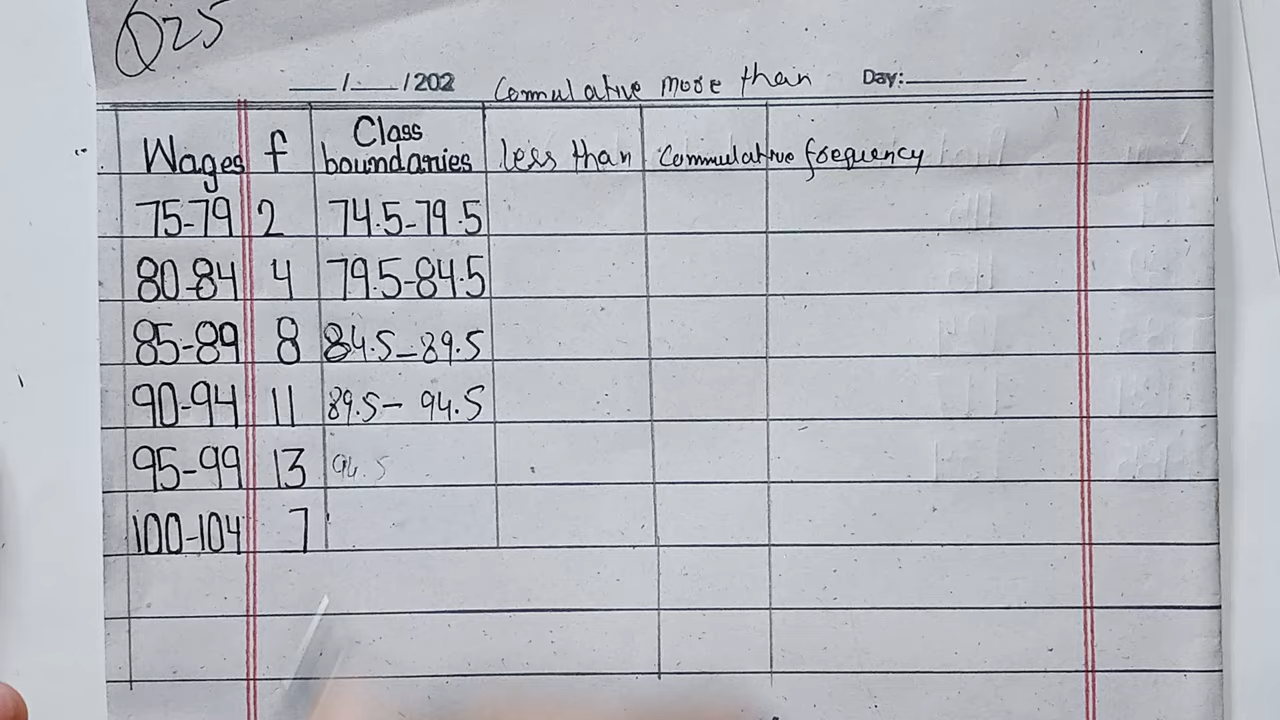 Q25
/ /202 Commulative more than Day:
Wages f Class boundaries less than Commulative frequency
75-79 2 74.5-79.5
80-84 4 79.5-84.5
85-89 8 84.5-89.5
90-94 11 89.5- 94.5
95-99 13 94.5
100-104 7